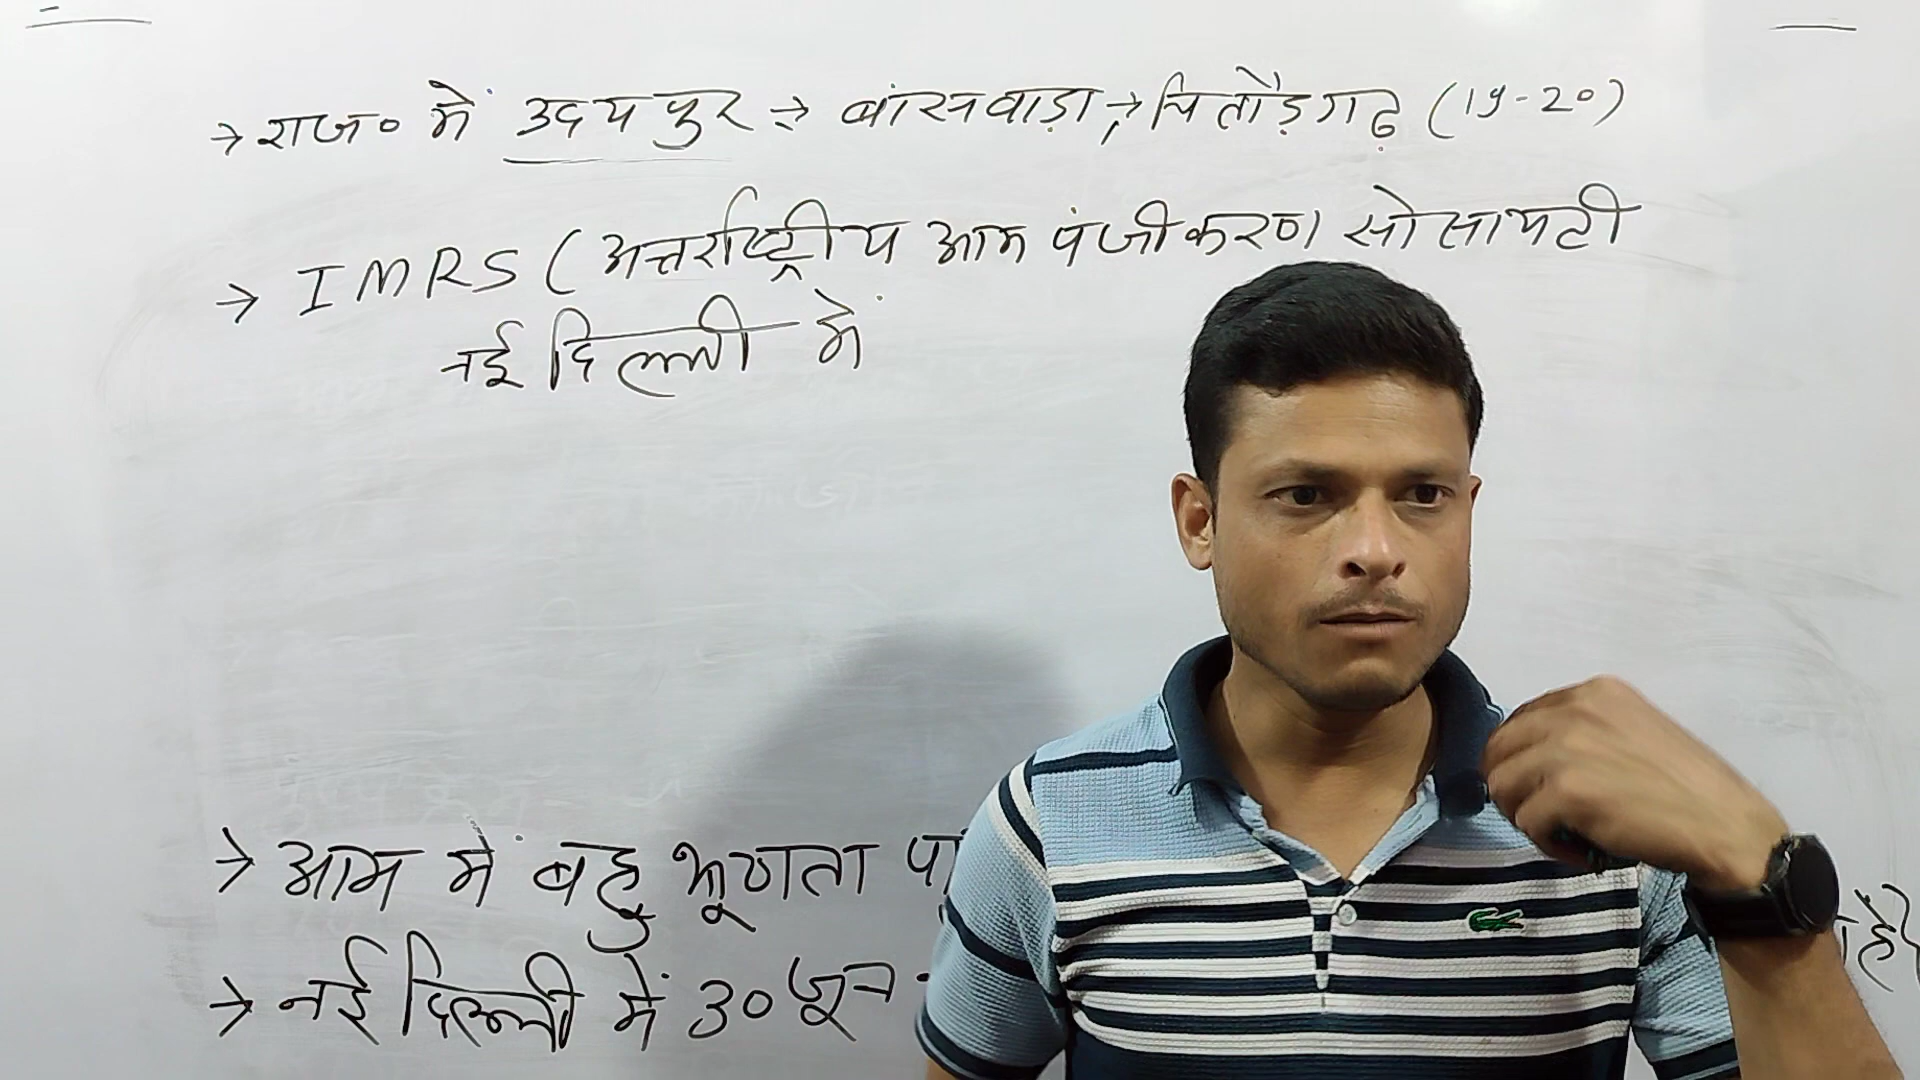 → राज० में उदयपुर → बांसवाड़ा, → चितौड़गढ़ (19-20)
→ IMRS (अन्तर्राष्ट्रीय आम पंजीकरण सोसायटी
नई दिल्ली में
→ आम में बहु भ्रूणता
है
→ नई दिल्ली में 30 जून